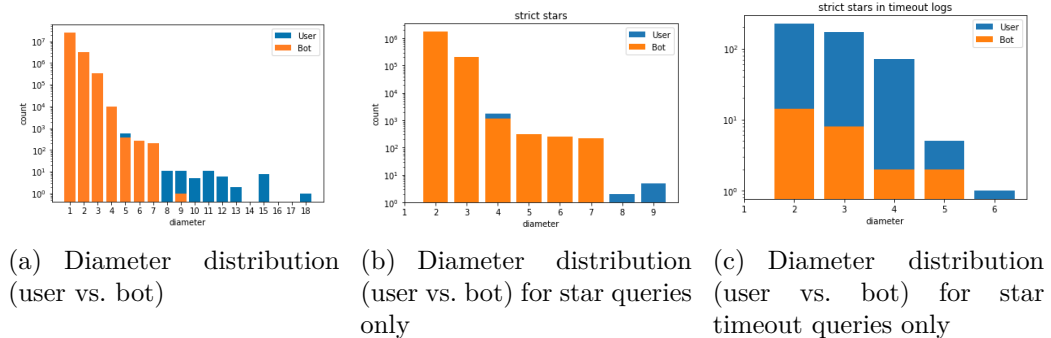 strict stars
strict stars in timeout logs
10^7
10^6
10^5
10^4
10^3
10^2
10^1
10^0
count
User
Bot
1 2 3 4 5 6 7 8 9 10 11 12 13 14 15 16 17 18
diameter
10^6
10^5
10^4
10^3
10^2
10^1
10^0
count
User
Bot
1 2 3 4 5 6 7 8 9
diameter
10^2
10^1
10^0
User
Bot
1 2 3 4 5 6
diameter
(a) Diameter distribution
(user vs. bot)
(b) Diameter distribution
(user vs. bot) for star queries
only
(c) Diameter distribution
(user vs. bot) for star
timeout queries only